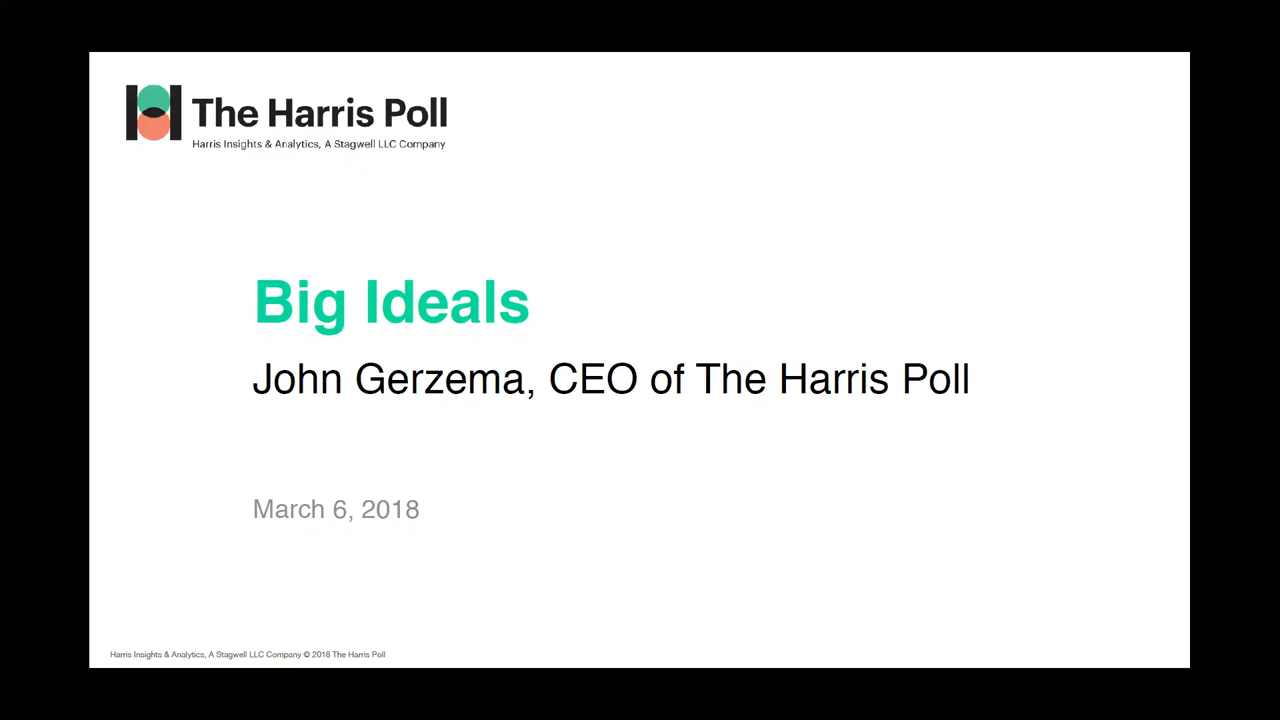 The Harris Poll
Harris Insights & Analytics, A Stagwell LLC Company
Big Ideals
John Gerzema, CEO of The Harris Poll
March 6, 2018
Harris Insights & Analytics, A Stagwell LLC Company © 2018 The Harris Poll